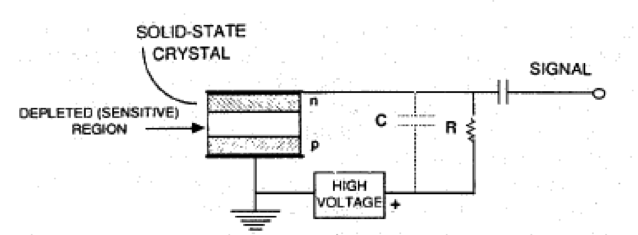 SOLID-STATE
CRYSTAL
SIGNAL
n
DEPLETED (SENSITIVE)
REGION
C
R
p
HIGH
VOLTAGE
+